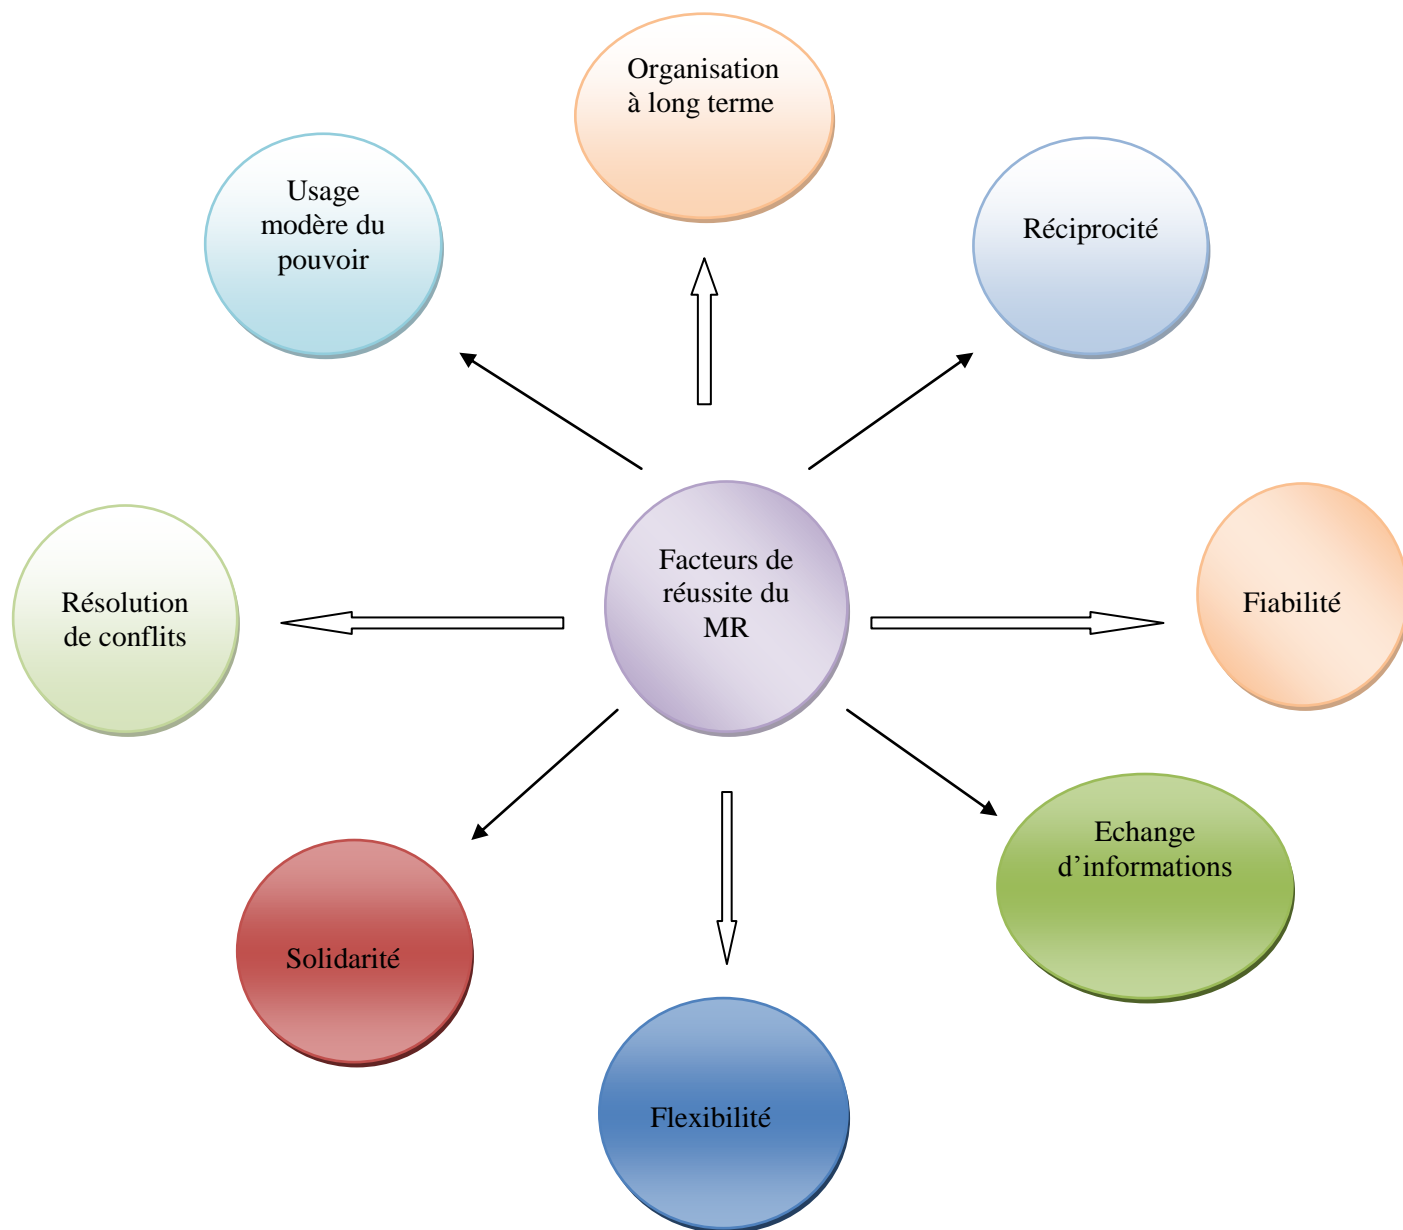 Organisation
à long terme
Usage
modère du
pouvoir
Réciprocité
Facteurs de
réussite du
MR
Fiabilité
Résolution
de conflits
Echange
d’informations
Solidarité
Flexibilité